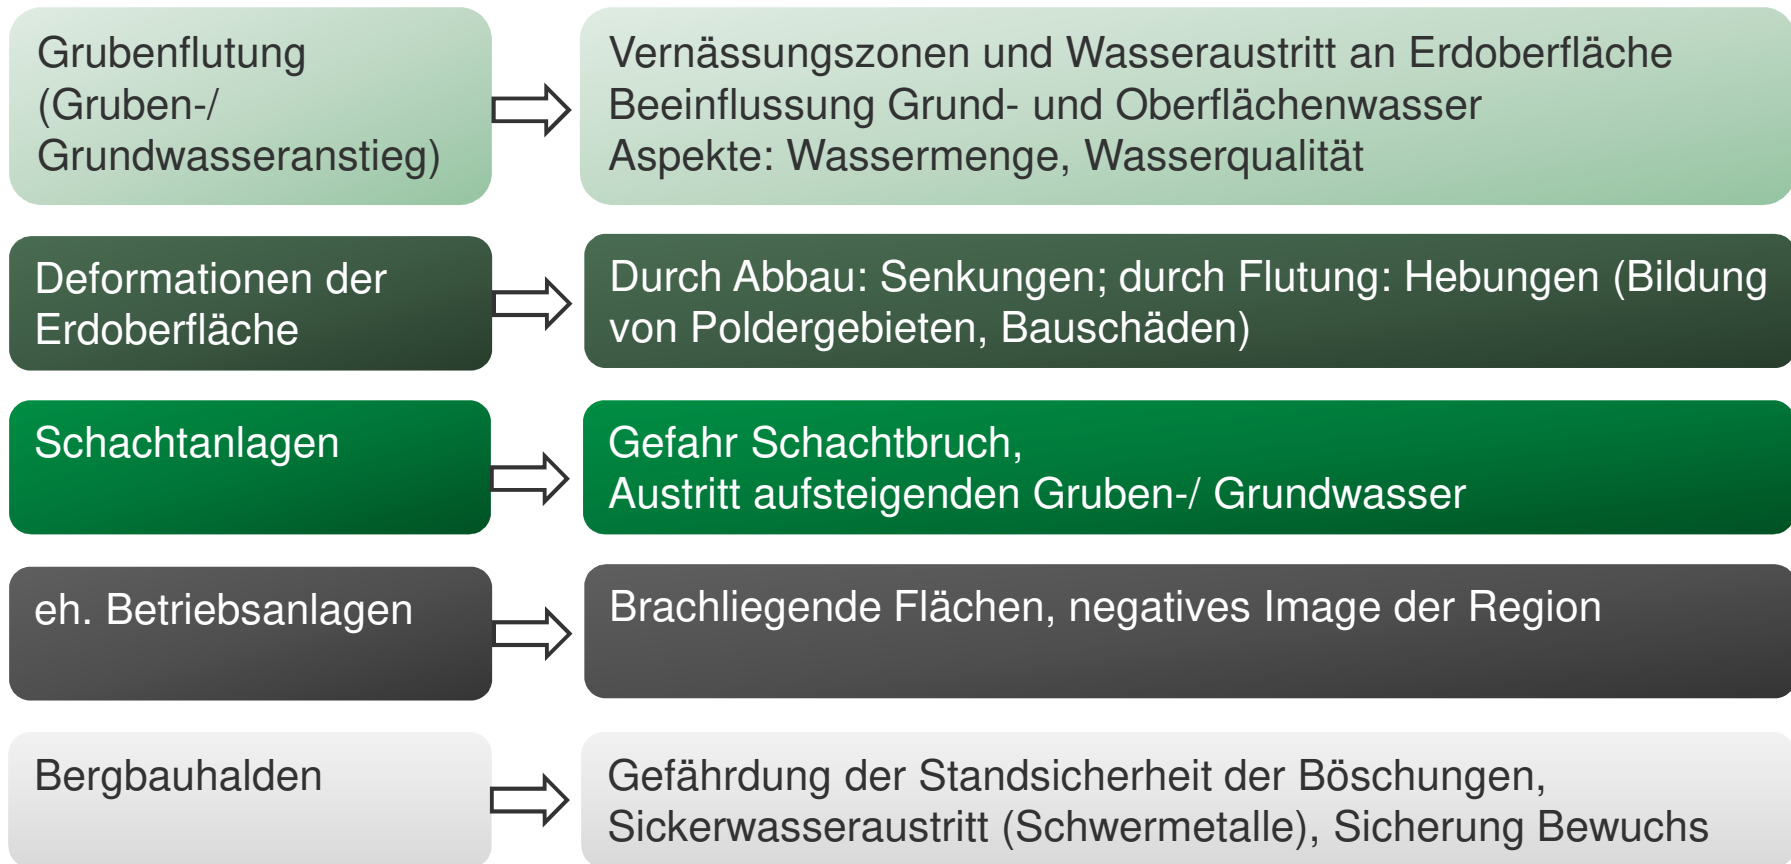 Grubenflutung
(Gruben-/
Grundwasseranstieg)
Vernässungszonen und Wasseraustritt an Erdoberfläche
Beeinflussung Grund- und Oberflächenwasser
Aspekte: Wassermenge, Wasserqualität
Deformationen der
Erdoberfläche
Durch Abbau: Senkungen; durch Flutung: Hebungen (Bildung
von Poldergebieten, Bauschäden)
Schachtanlagen
Gefahr Schachtbruch,
Austritt aufsteigenden Gruben-/ Grundwasser
eh. Betriebsanlagen
Brachliegende Flächen, negatives Image der Region
Bergbauhalden
Gefährdung der Standsicherheit der Böschungen,
Sickerwasseraustritt (Schwermetalle), Sicherung Bewuchs